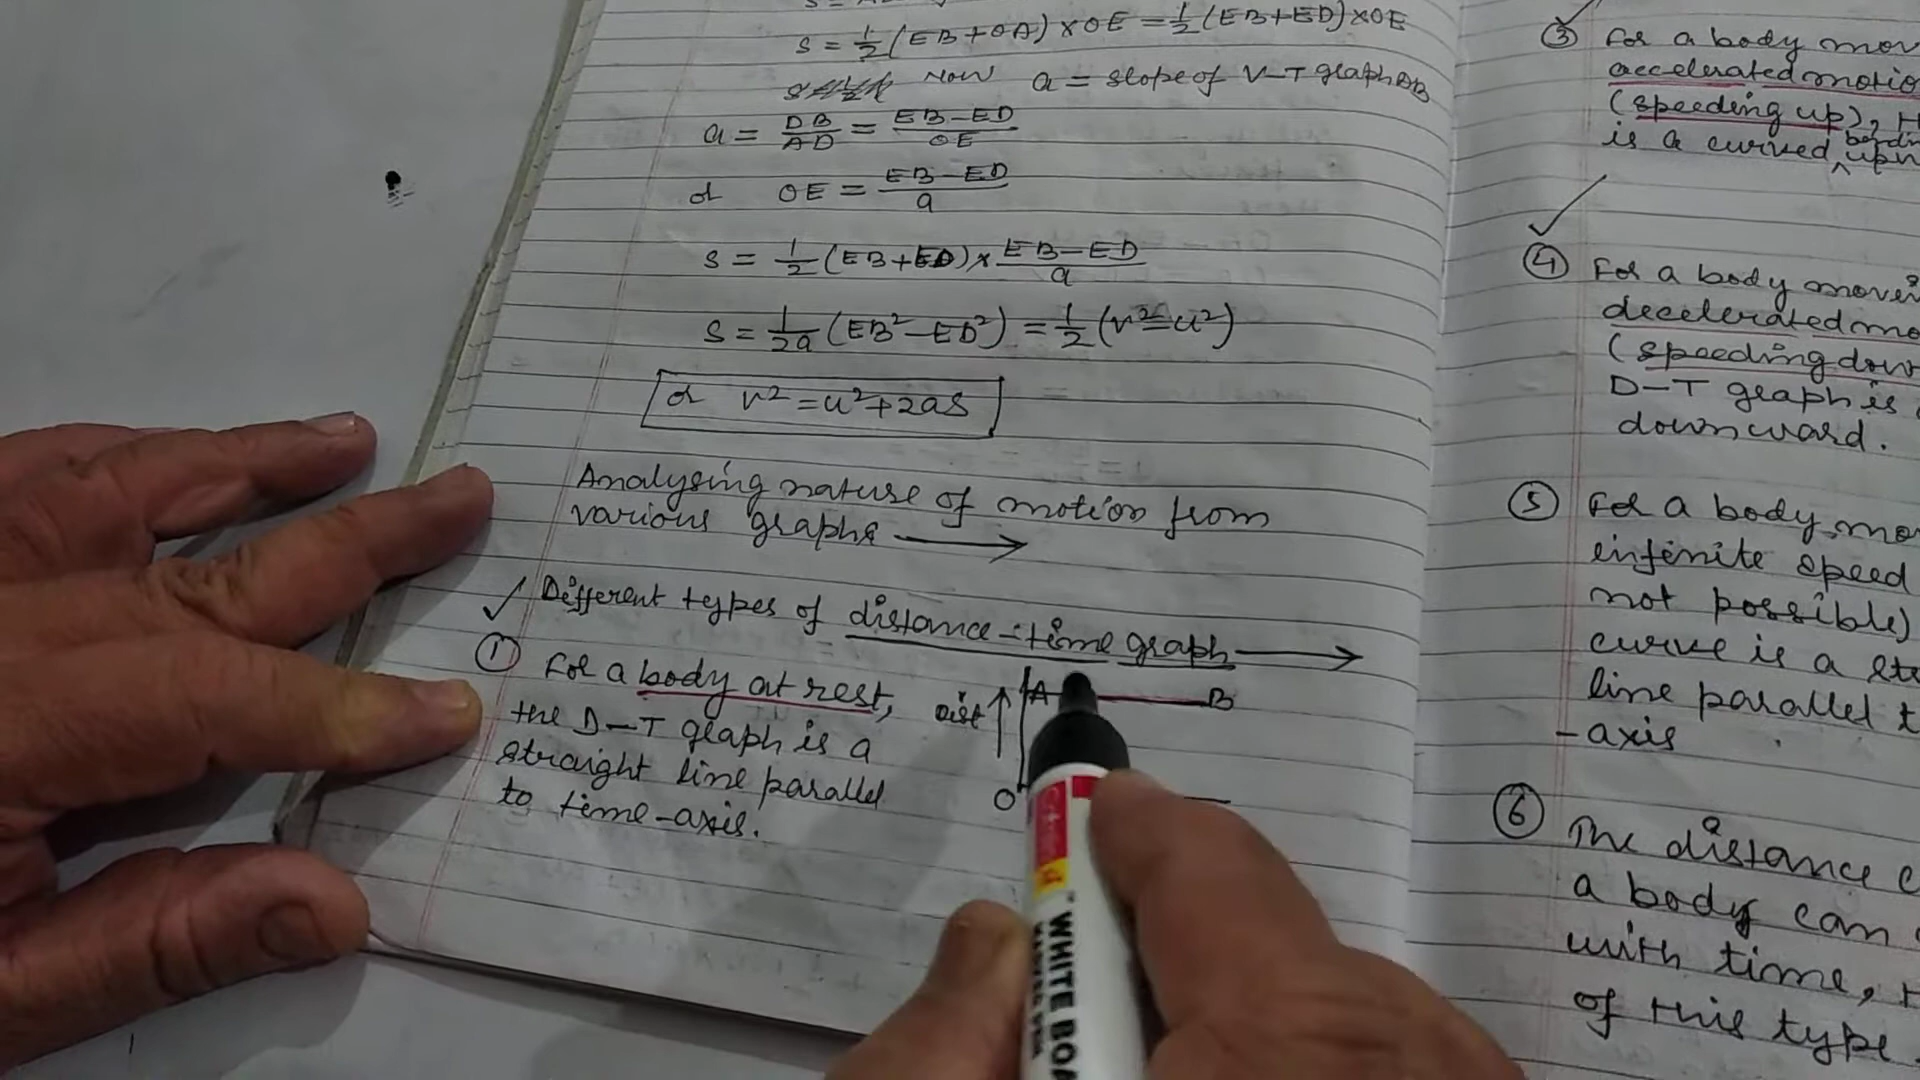 S = ½ (EB+OA) × OE = ½ (EB+ED) × OE
Now a = slope of V–T graph AB
a = DB/AD = EB–ED/OE
or OE = EB–ED/a
S = ½ (EB+ED) × EB–ED/a
S = 1/2a (EB²–ED²) = ½ (v²–u²)
or v² = u²+2as
Analysing nature of motion from
various graphs ⟶
✓ Different types of distance-time graph ⟶
① For a body at rest,
the D–T graph is a
straight line parallel
to time-axis.
dist ↑
A B
O
③ For a body mov
accelerated motio
(speeding up), H
is a curved bendin
④ For a body movin
decelerated mo
(speeding dow
D–T graph is
downward.
⑤ For a body mo
infinite speed
not possible)
curve is a st
line parallel t
-axis
⑥ The distance c
a body can
with time, t
of this type
WHITE BOA